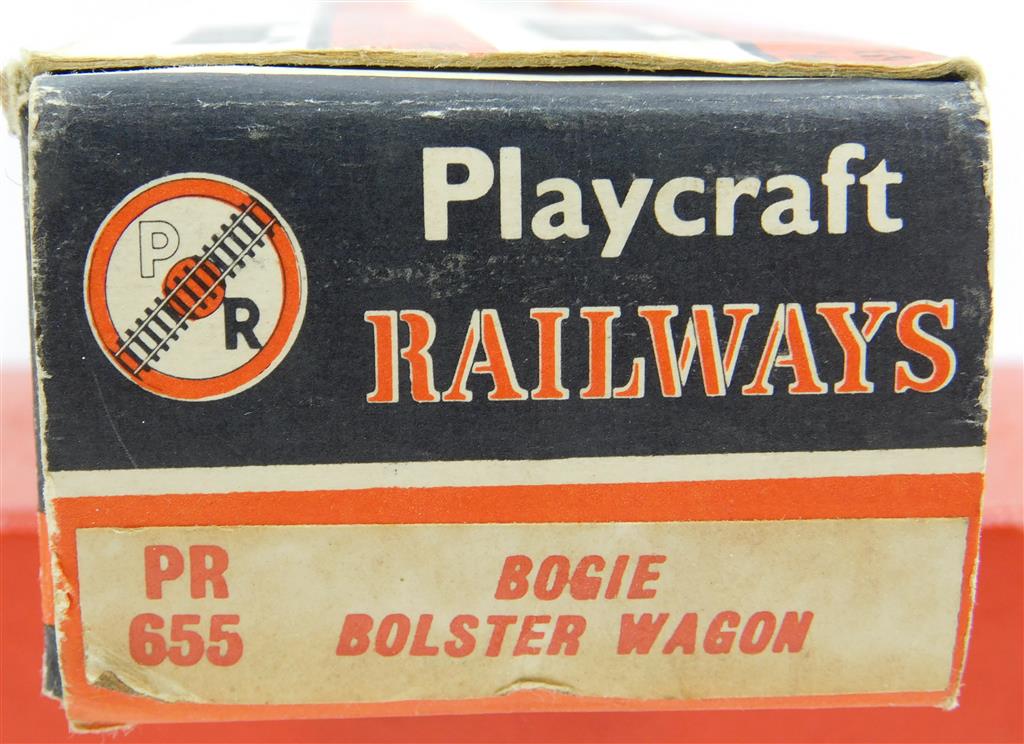 P
R
Playcraft
RAILWAYS
PR
655
BOGIE
BOLSTER WAGON